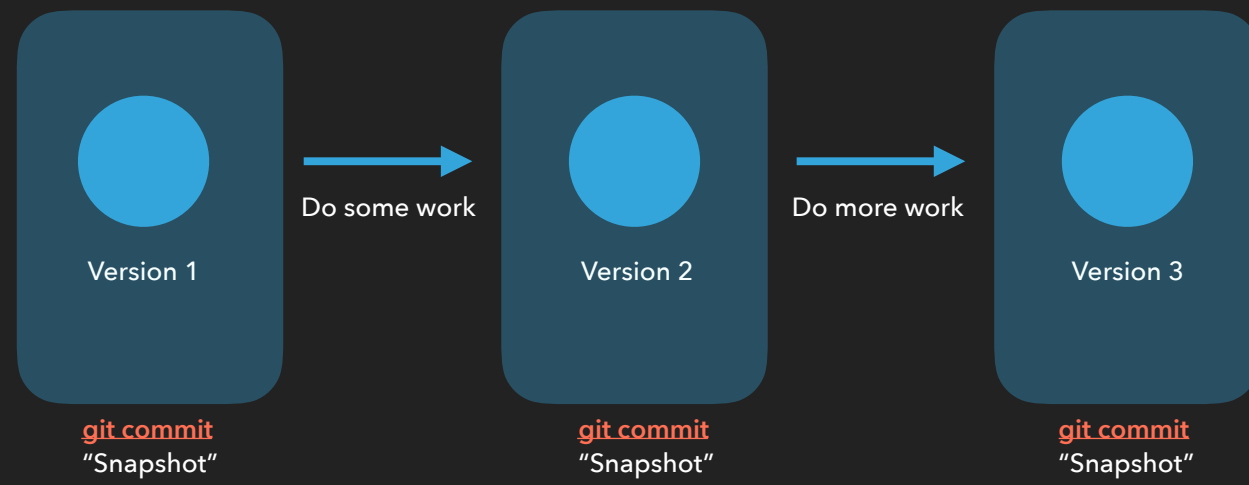 Do some work
Do more work
Version 1
Version 2
Version 3
git commit
“Snapshot”
git commit
“Snapshot”
git commit
“Snapshot”